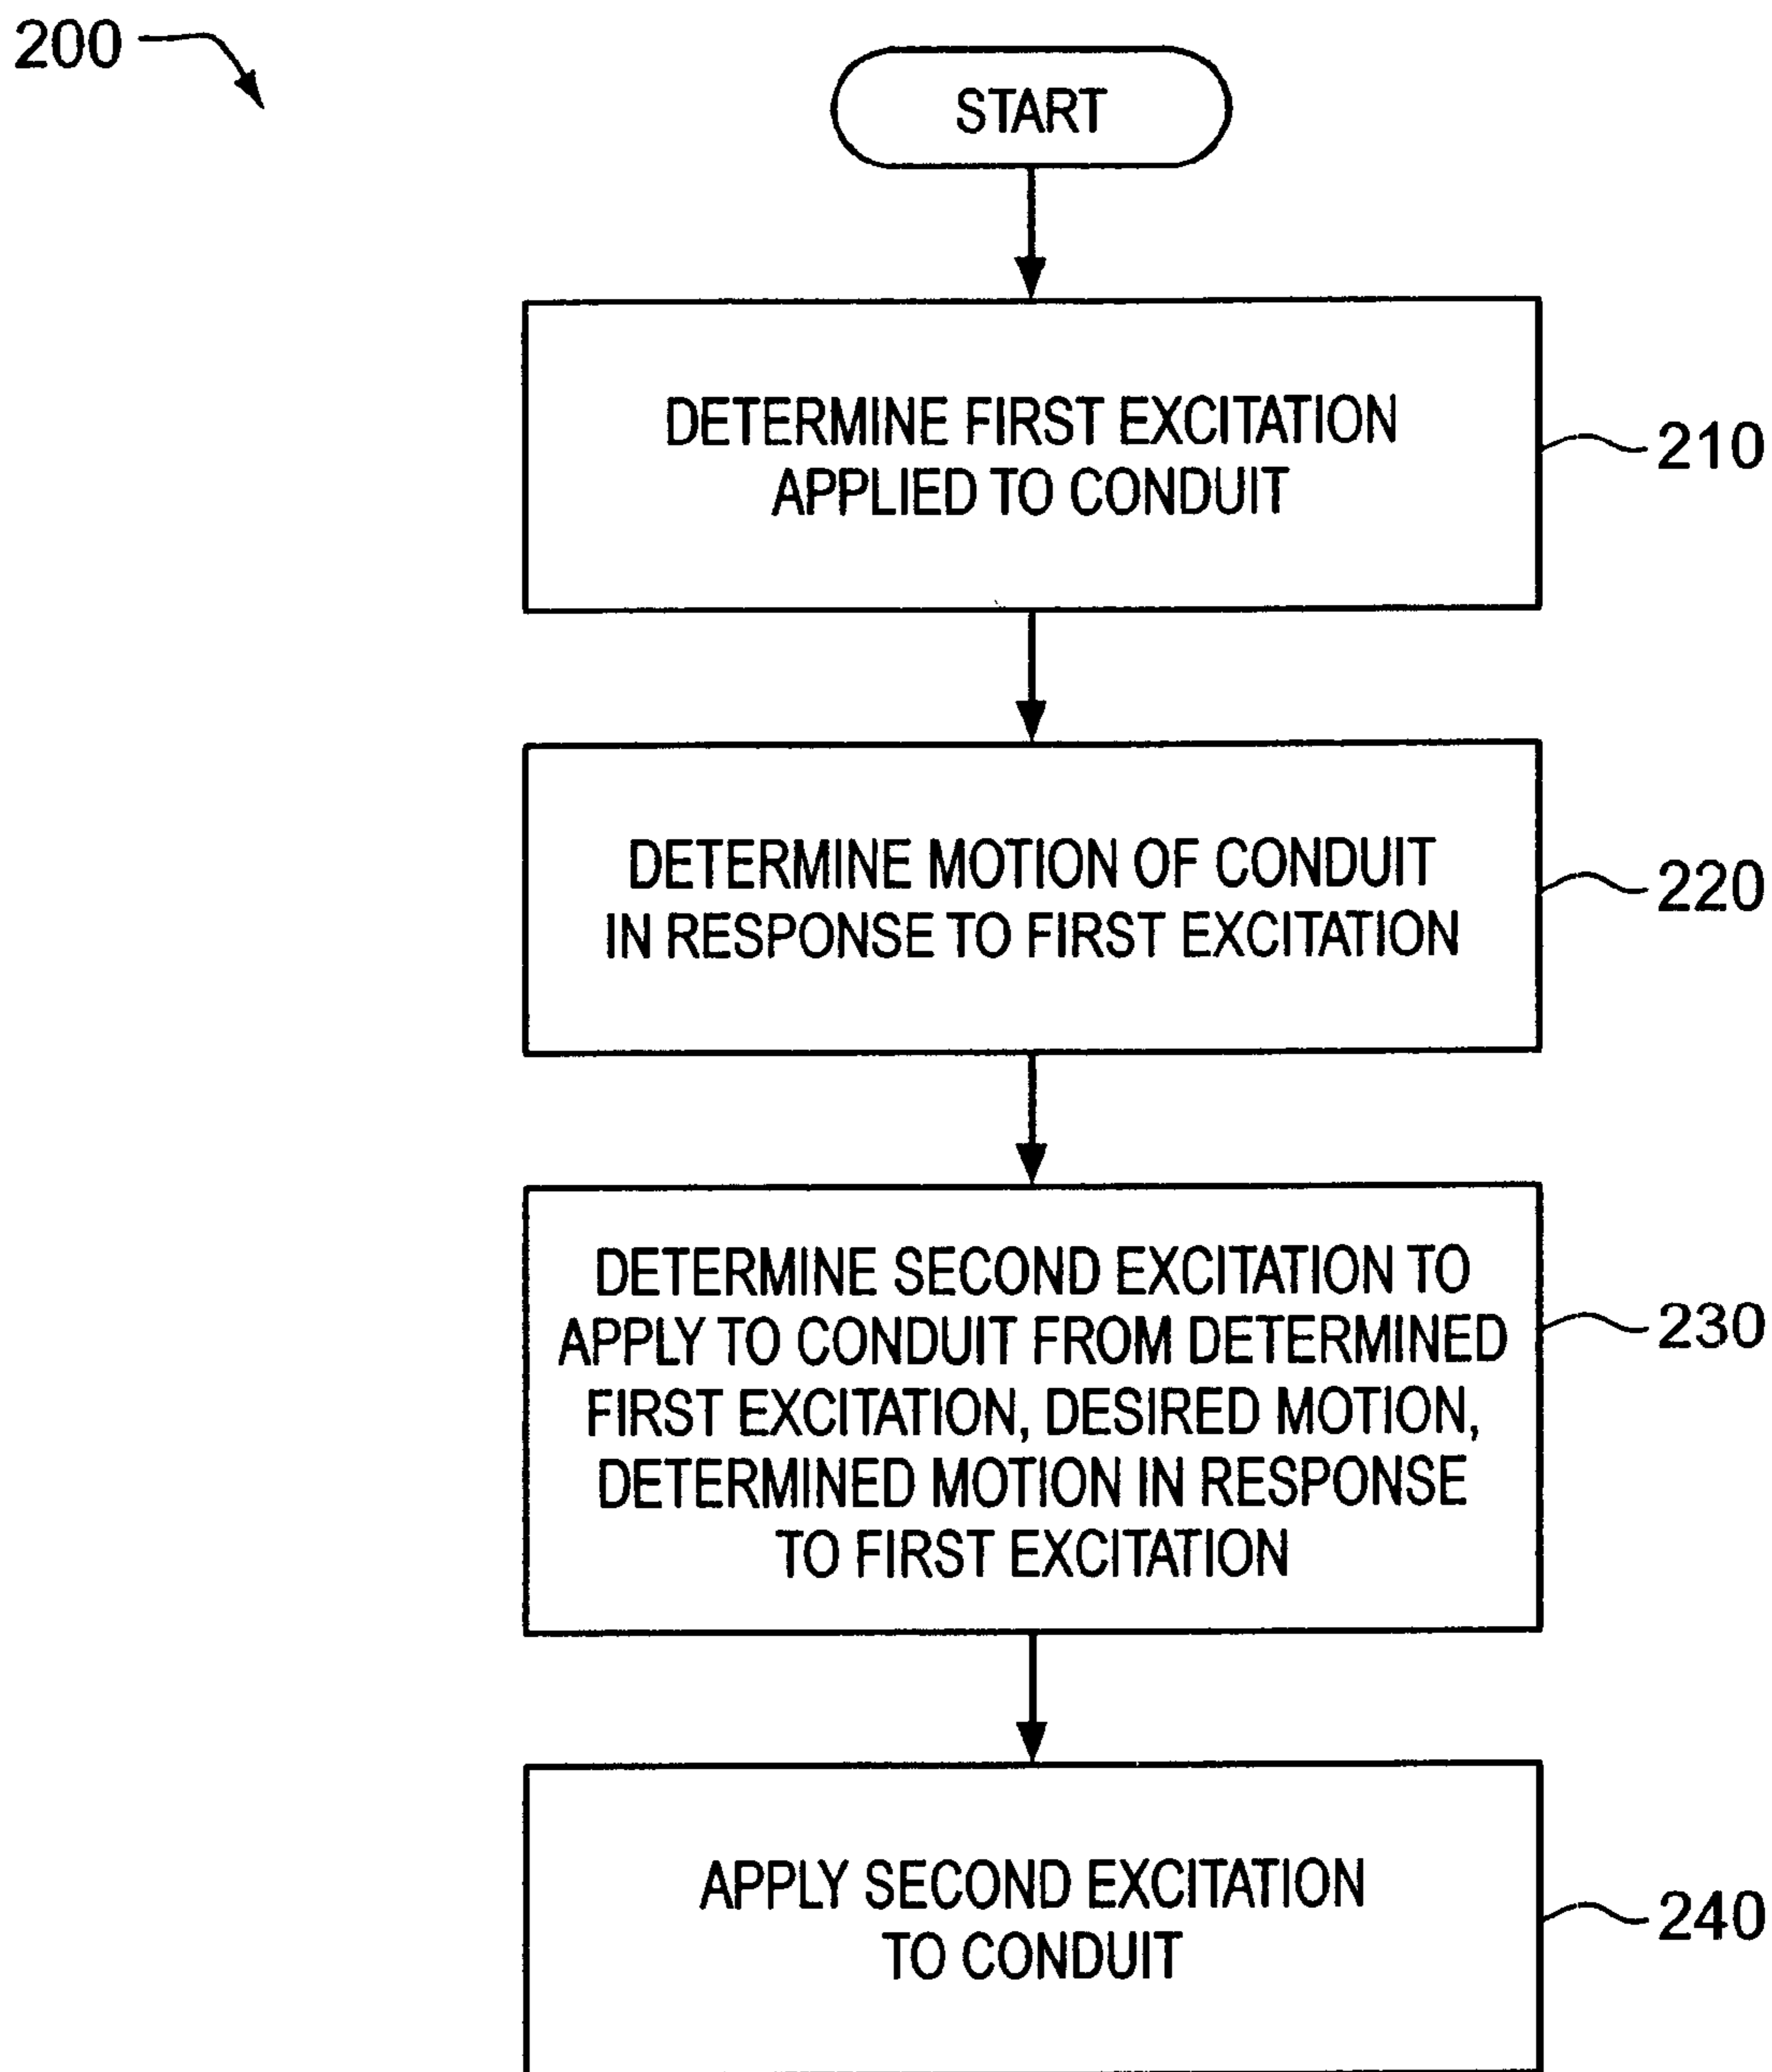 200
START
DETERMINE FIRST EXCITATION
APPLIED TO CONDUIT
210
DETERMINE MOTION OF CONDUIT
IN RESPONSE TO FIRST EXCITATION
220
DETERMINE SECOND EXCITATION TO
APPLY TO CONDUIT FROM DETERMINED
FIRST EXCITATION, DESIRED MOTION,
DETERMINED MOTION IN RESPONSE
TO FIRST EXCITATION
230
APPLY SECOND EXCITATION
TO CONDUIT
240